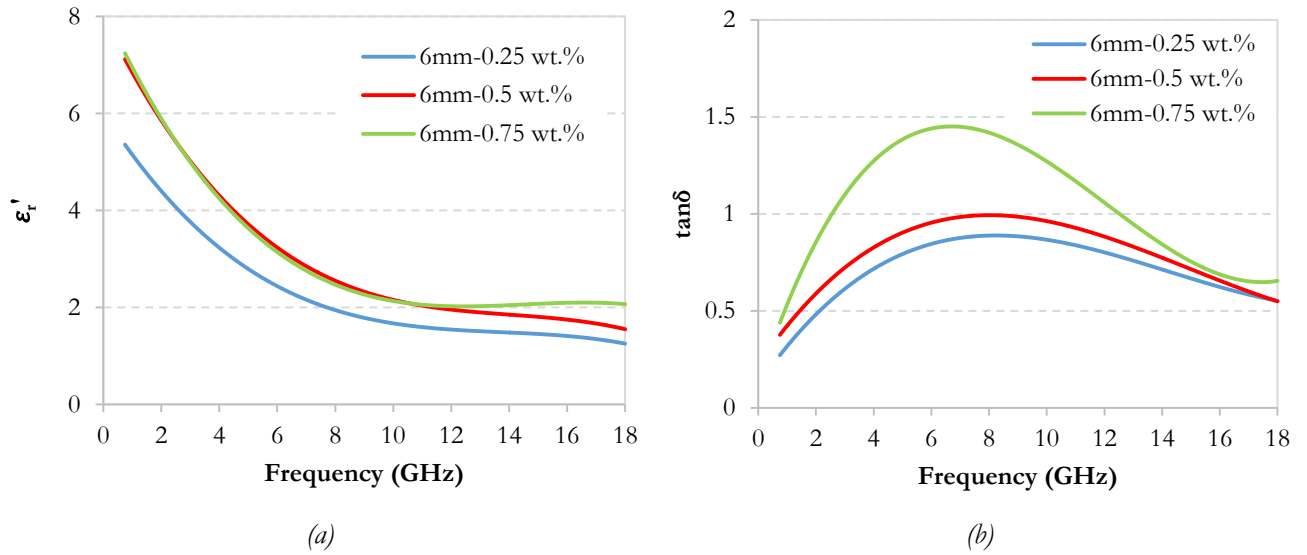 8
6
4
2
0
εr'
6mm-0.25 wt.%
6mm-0.5 wt.%
6mm-0.75 wt.%
0 2 4 6 8 10 12 14 16 18
Frequency (GHz)
(a)
2
1.5
1
0.5
0
tanδ
6mm-0.25 wt.%
6mm-0.5 wt.%
6mm-0.75 wt.%
0 2 4 6 8 10 12 14 16 18
Frequency (GHz)
(b)